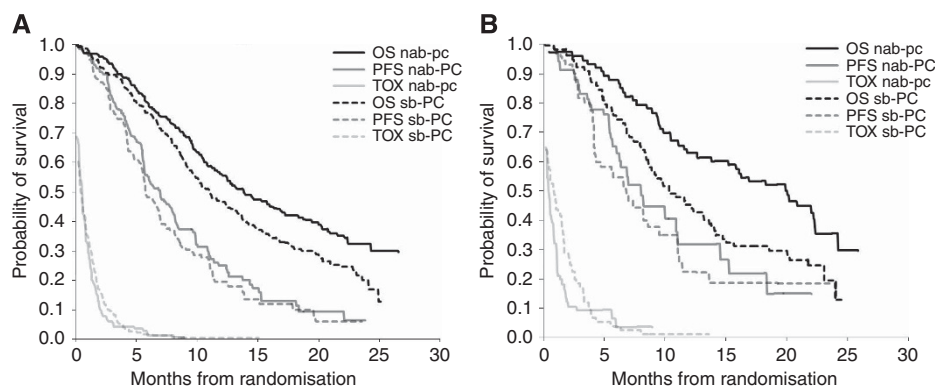 A
1.0
0.9
0.8
0.7
0.6
0.5
0.4
0.3
0.2
0.1
0.0
Probability of survival
0 5 10 15 20 25 30
Months from randomisation
OS nab-pc
PFS nab-PC
TOX nab-pc
OS sb-PC
PFS sb-PC
TOX sb-PC
B
1.0
0.9
0.8
0.7
0.6
0.5
0.4
0.3
0.2
0.1
0.0
Probability of survival
0 5 10 15 20 25 30
Months from randomisation
OS nab-pc
PFS nab-PC
TOX nab-pc
OS sb-PC
PFS sb-PC
TOX sb-PC